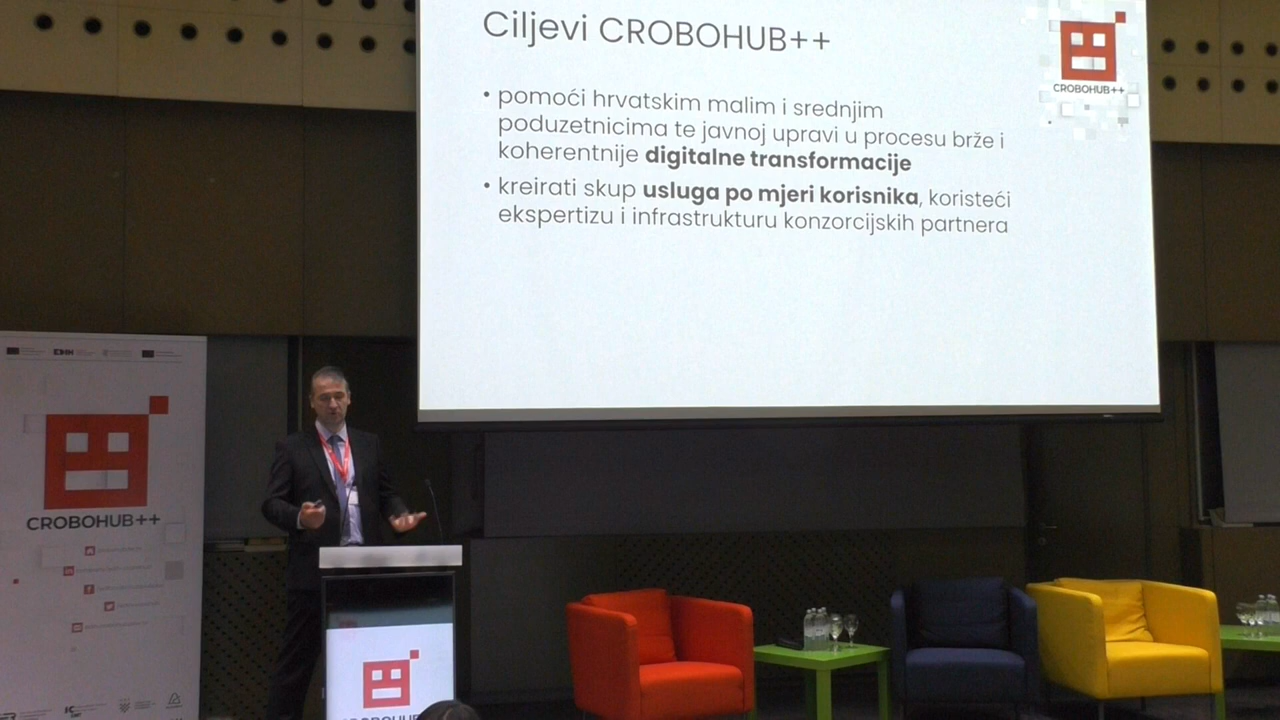 Ciljevi CROBOHUB++
CROBOHUB++
• pomoći hrvatskim malim i srednjim
poduzetnicima te javnoj upravi u procesu brže i
koherentnije digitalne transformacije
• kreirati skup usluga po mjeri korisnika, koristeći
ekspertizu i infrastrukturu konzorcijskih partnera
CROBOHUB++